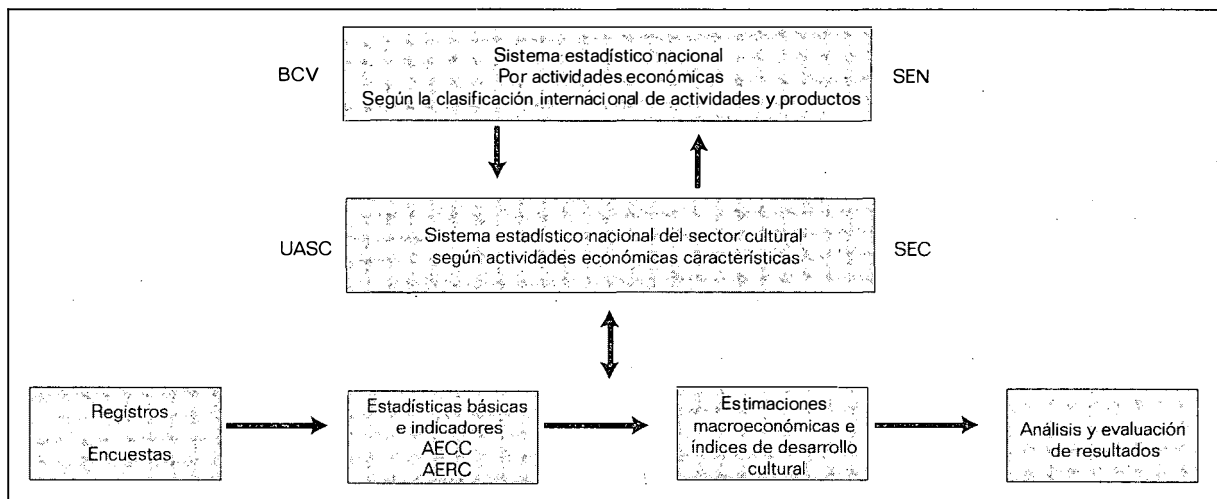 BCV
Sistema estadístico nacional
Por actividades económicas
Según la clasificación internacional de actividades y productos
SEN
UASC
Sistema estadístico nacional del sector cultural
según actividades económicas características
SEC
Registros
Encuestas
Estadísticas básicas
e indicadores
AECC
AERC
Estimaciones
macroeconómicas e
índices de desarrollo
cultural
Análisis y evaluación
de resultados